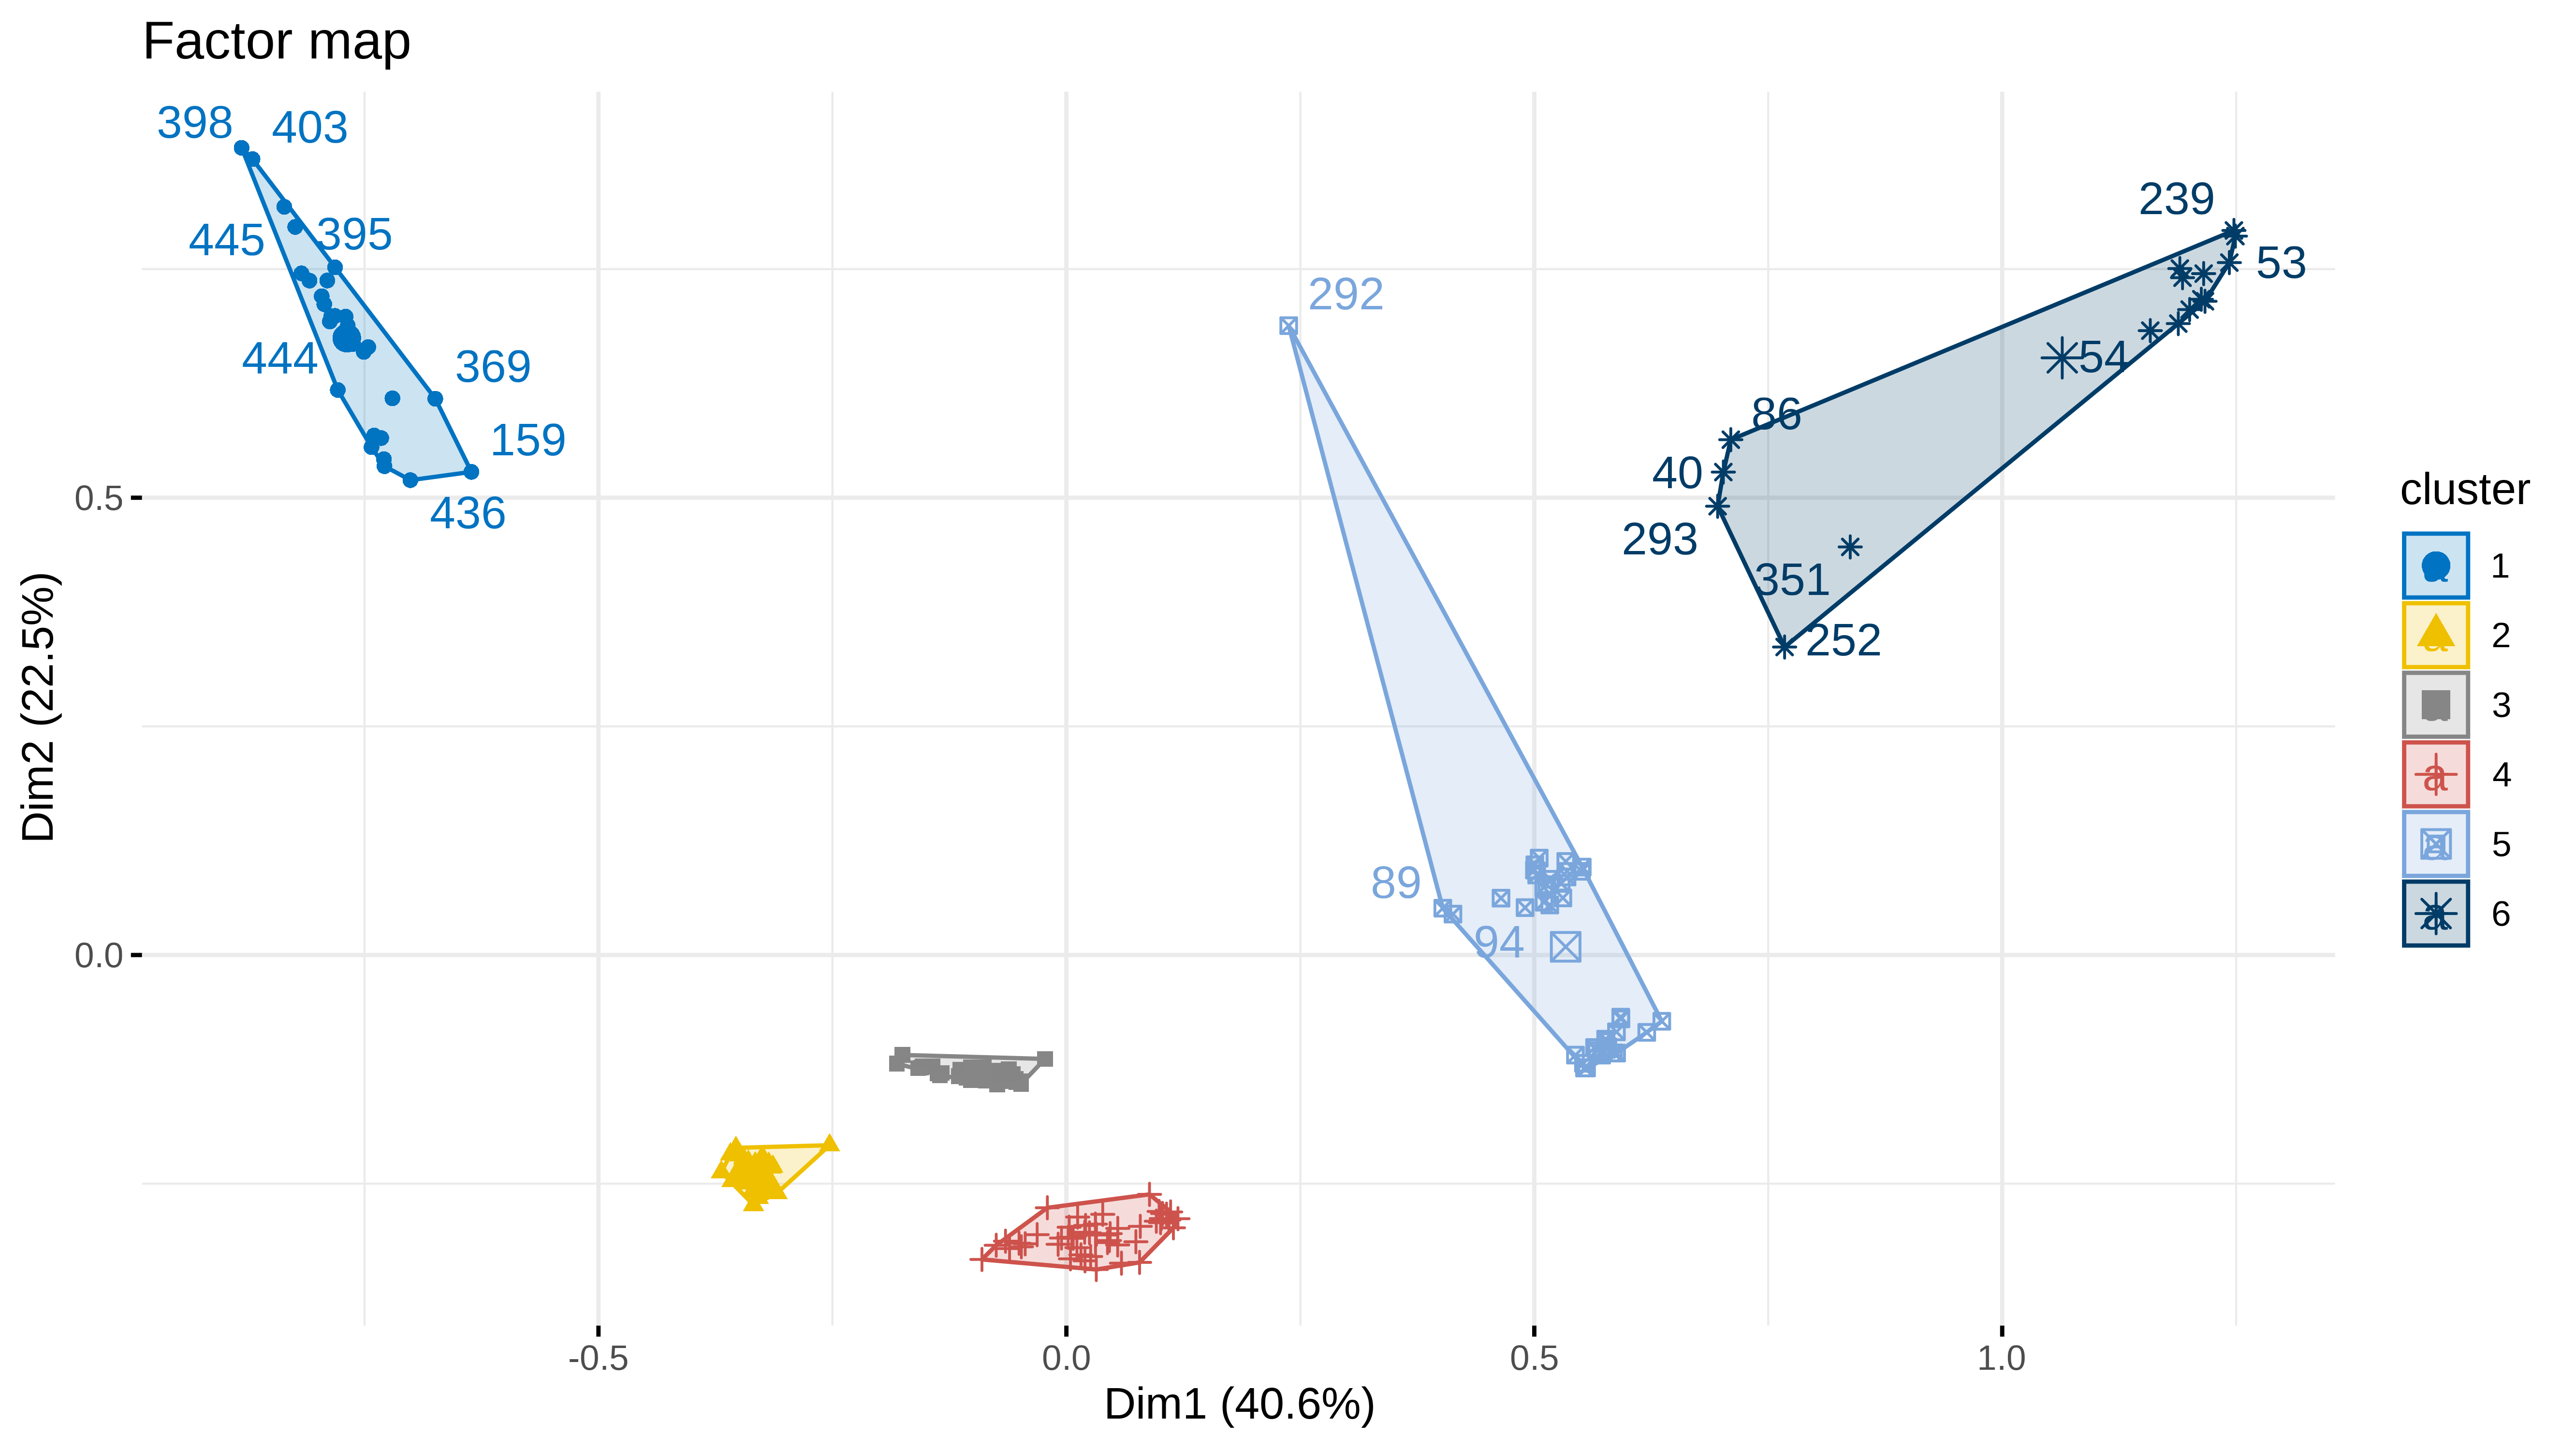 Factor map
398
403
445
395
444
369
159
436
292
89
94
239
53
54
86
40
293
351
252
0.5
0.0
Dim2 (22.5%)
-0.5
0.0
0.5
1.0
Dim1 (40.6%)
cluster
a 1
a 2
a 3
a 4
a 5
a 6